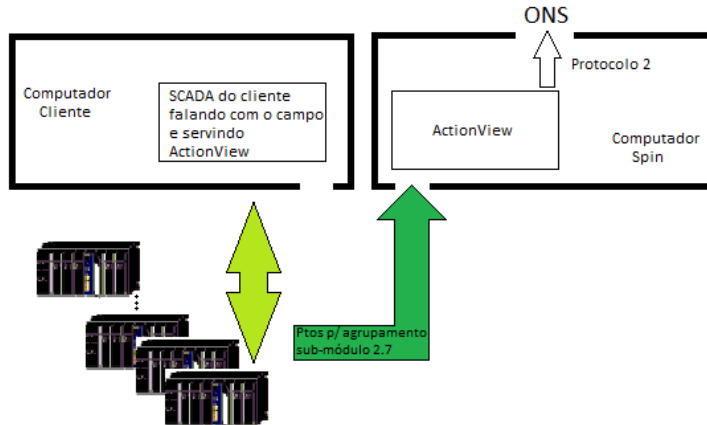 ONS
Protocolo 2
Computador
Cliente
SCADA do cliente
falando com o campo
e servindo
ActionView
ActionView
Computador
Spin
Ptos p/ agrupamento
sub-módulo 2.7